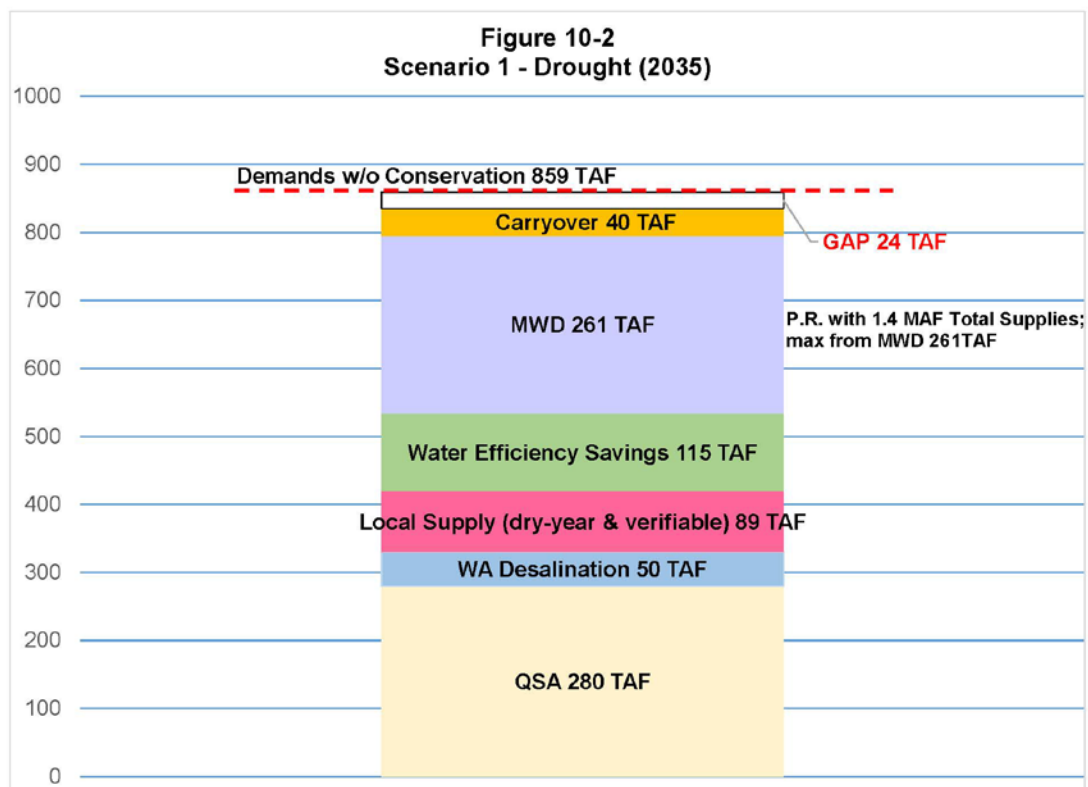 Figure 10-2
Scenario 1 - Drought (2035)
1000
900
Demands w/o Conservation 859 TAF
Carryover 40 TAF
800
GAP 24 TAF
700
MWD 261 TAF
P.R. with 1.4 MAF Total Supplies;
max from MWD 261TAF
600
500
Water Efficiency Savings 115 TAF
400
Local Supply (dry-year & verifiable) 89 TAF
300
WA Desalination 50 TAF
200
QSA 280 TAF
100
0